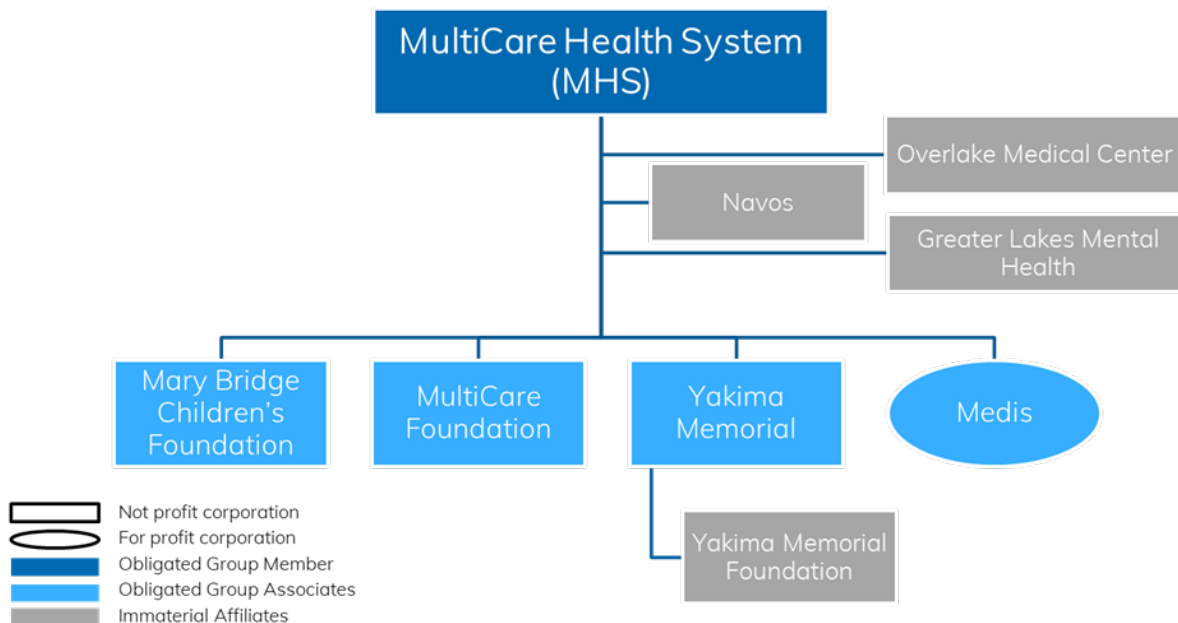 MultiCare Health System
(MHS)
Overlake Medical Center
Navos
Greater Lakes Mental
Health
Mary Bridge
Children’s
Foundation
MultiCare
Foundation
Yakima
Memorial
Medis
Yakima Memorial
Foundation
Not profit corporation
For profit corporation
Obligated Group Member
Obligated Group Associates
Immaterial Affiliates